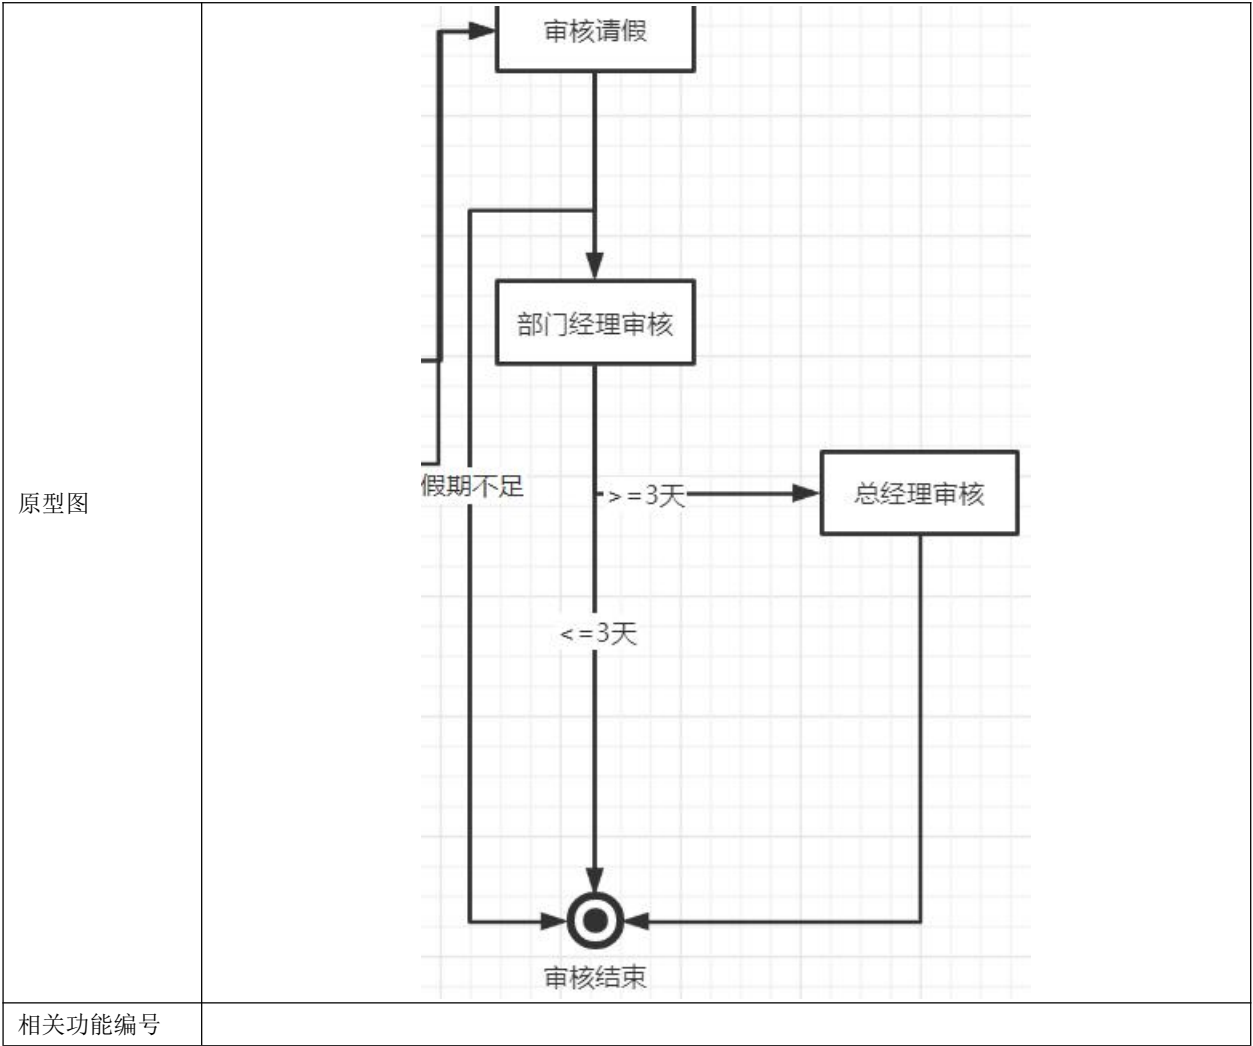 审核请假
部门经理审核
假期不足
>=3天
总经理审核
原型图
<=3天
审核结束
相关功能编号